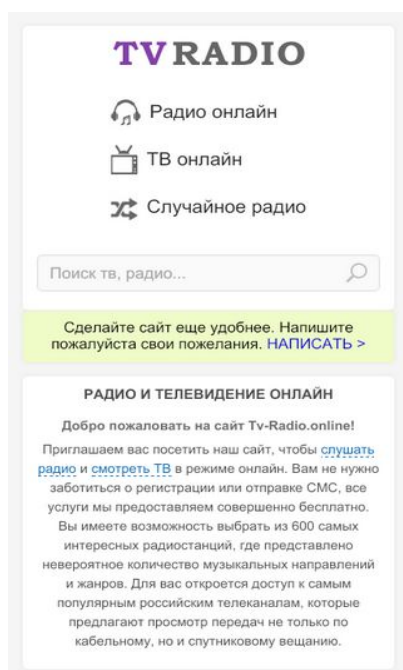 TVRADIO
Радио онлайн
ТВ онлайн
Случайное радио
Поиск тв, радио...
Сделайте сайт еще удобнее. Напишите
пожалуйста свои пожелания. НАПИСАТЬ >
РАДИО И ТЕЛЕВИДЕНИЕ ОНЛАЙН
Добро пожаловать на сайт Tv-Radio.online!
Приглашаем вас посетить наш сайт, чтобы слушать
радио и смотреть ТВ в режиме онлайн. Вам не нужно
заботиться о регистрации или отправке СМС, все
услуги мы предоставляем совершенно бесплатно.
Вы имеете возможность выбрать из 600 самых
интересных радиостанций, где представлено
невероятное количество музыкальных направлений
и жанров. Для вас откроется доступ к самым
популярным российским телеканалам, которые
предлагают просмотр передач не только по
кабельному, но и спутниковому вещанию.